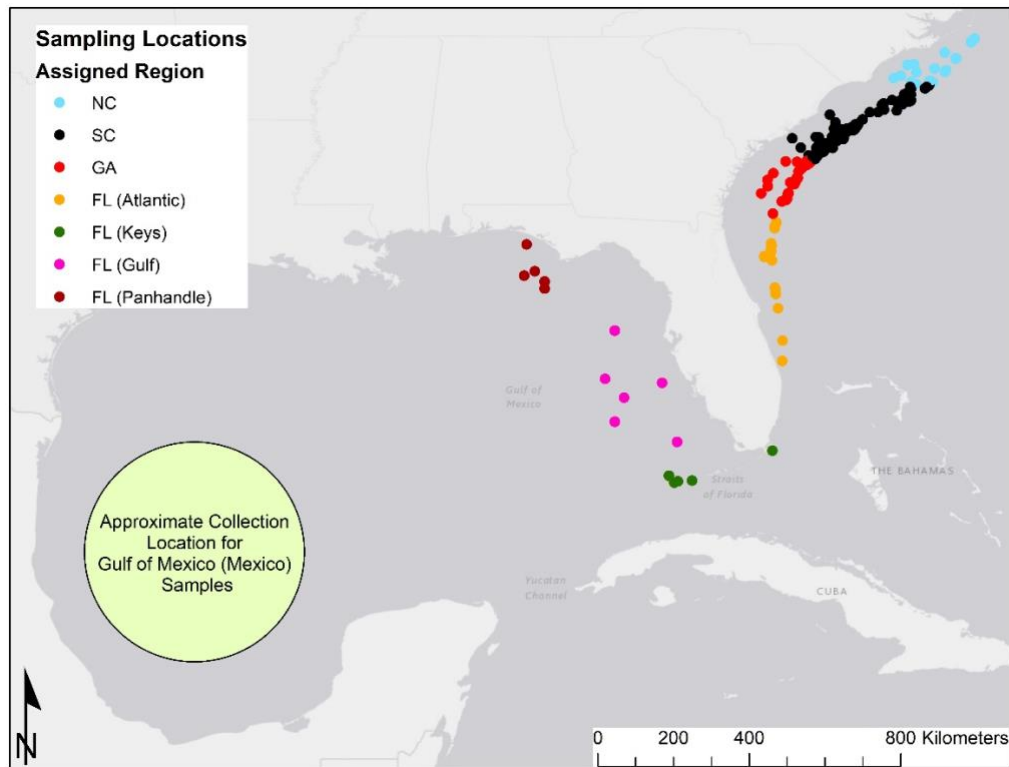 Sampling Locations
Assigned Region
NC
SC
GA
FL (Atlantic)
FL (Keys)
FL (Gulf)
FL (Panhandle)
Gulf of
Mexico
THE BAHAMAS
Straits
of Florida
Approximate Collection
Location for
Gulf of Mexico (Mexico)
Samples
Yucatan
Channel
CUBA
N
0 200 400 800 Kilometers